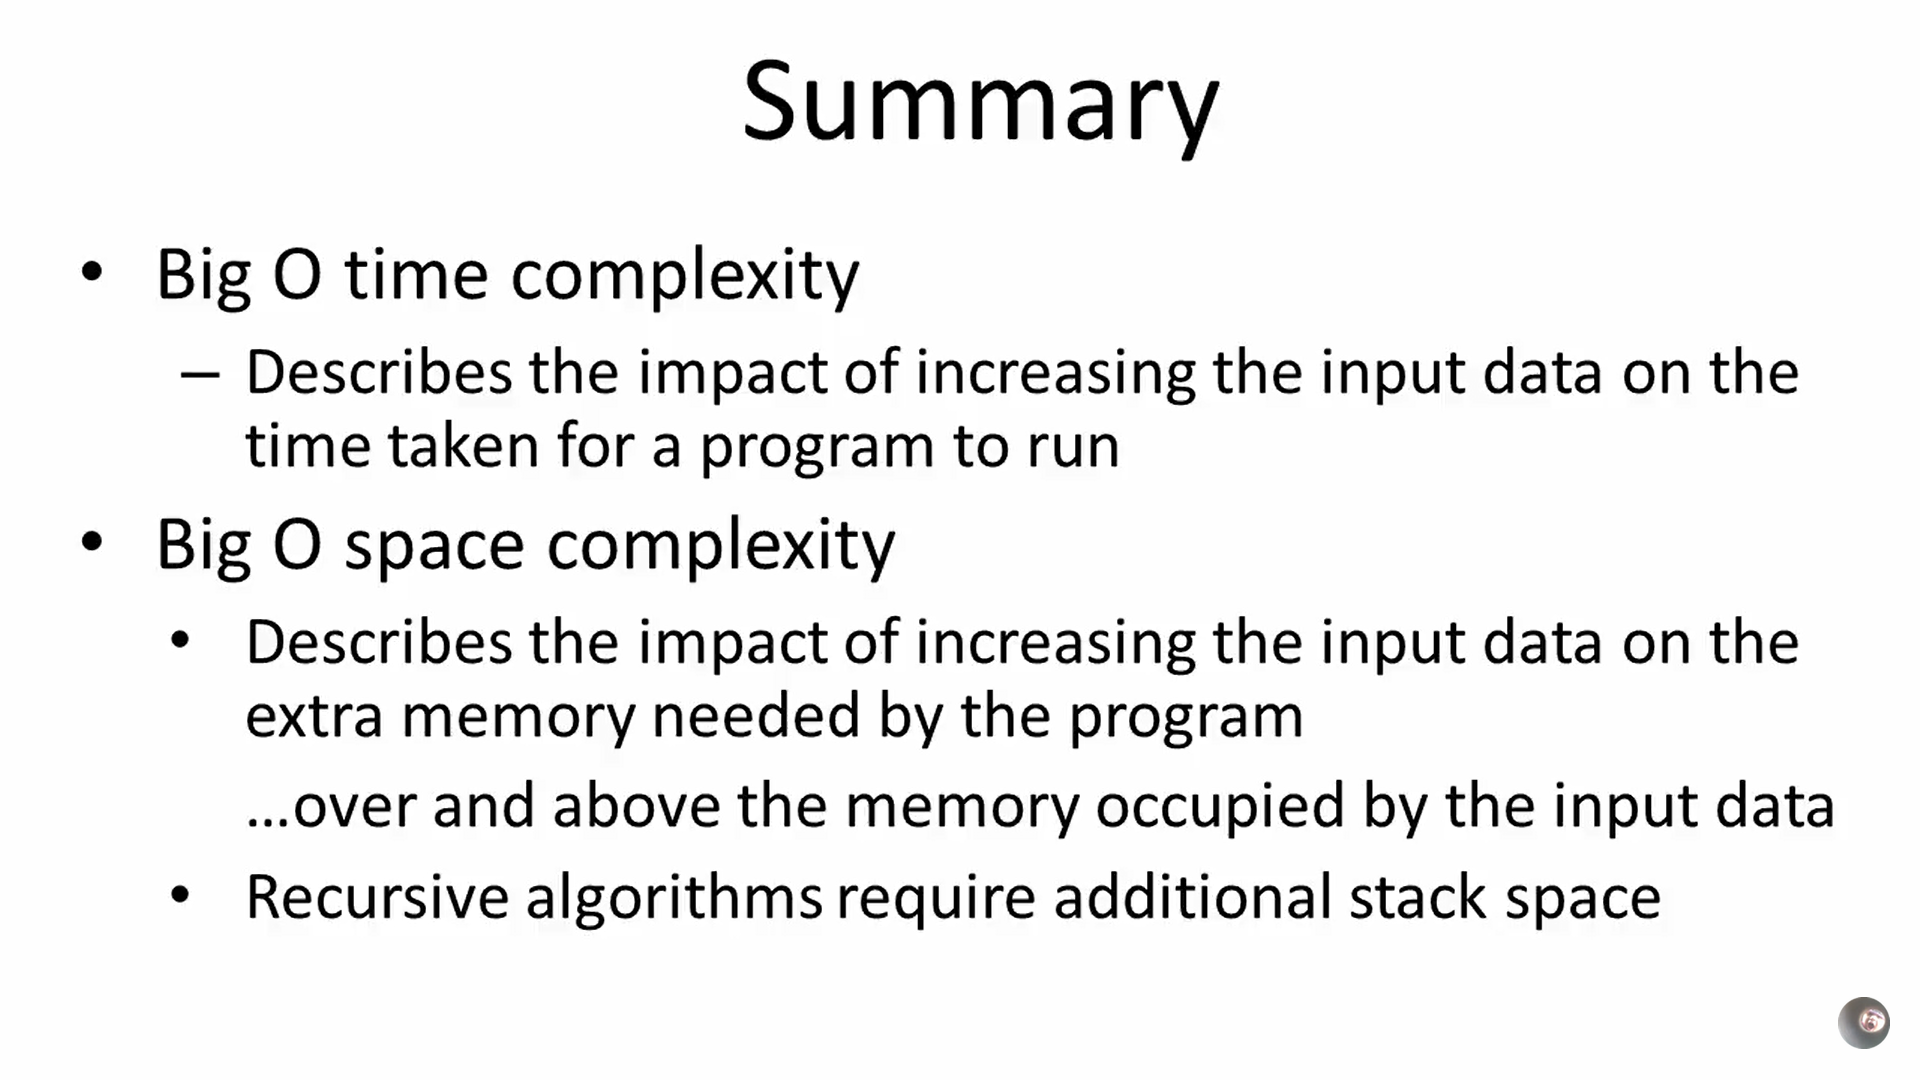 Summary
• Big O time complexity
– Describes the impact of increasing the input data on the
time taken for a program to run
• Big O space complexity
• Describes the impact of increasing the input data on the
extra memory needed by the program
...over and above the memory occupied by the input data
• Recursive algorithms require additional stack space